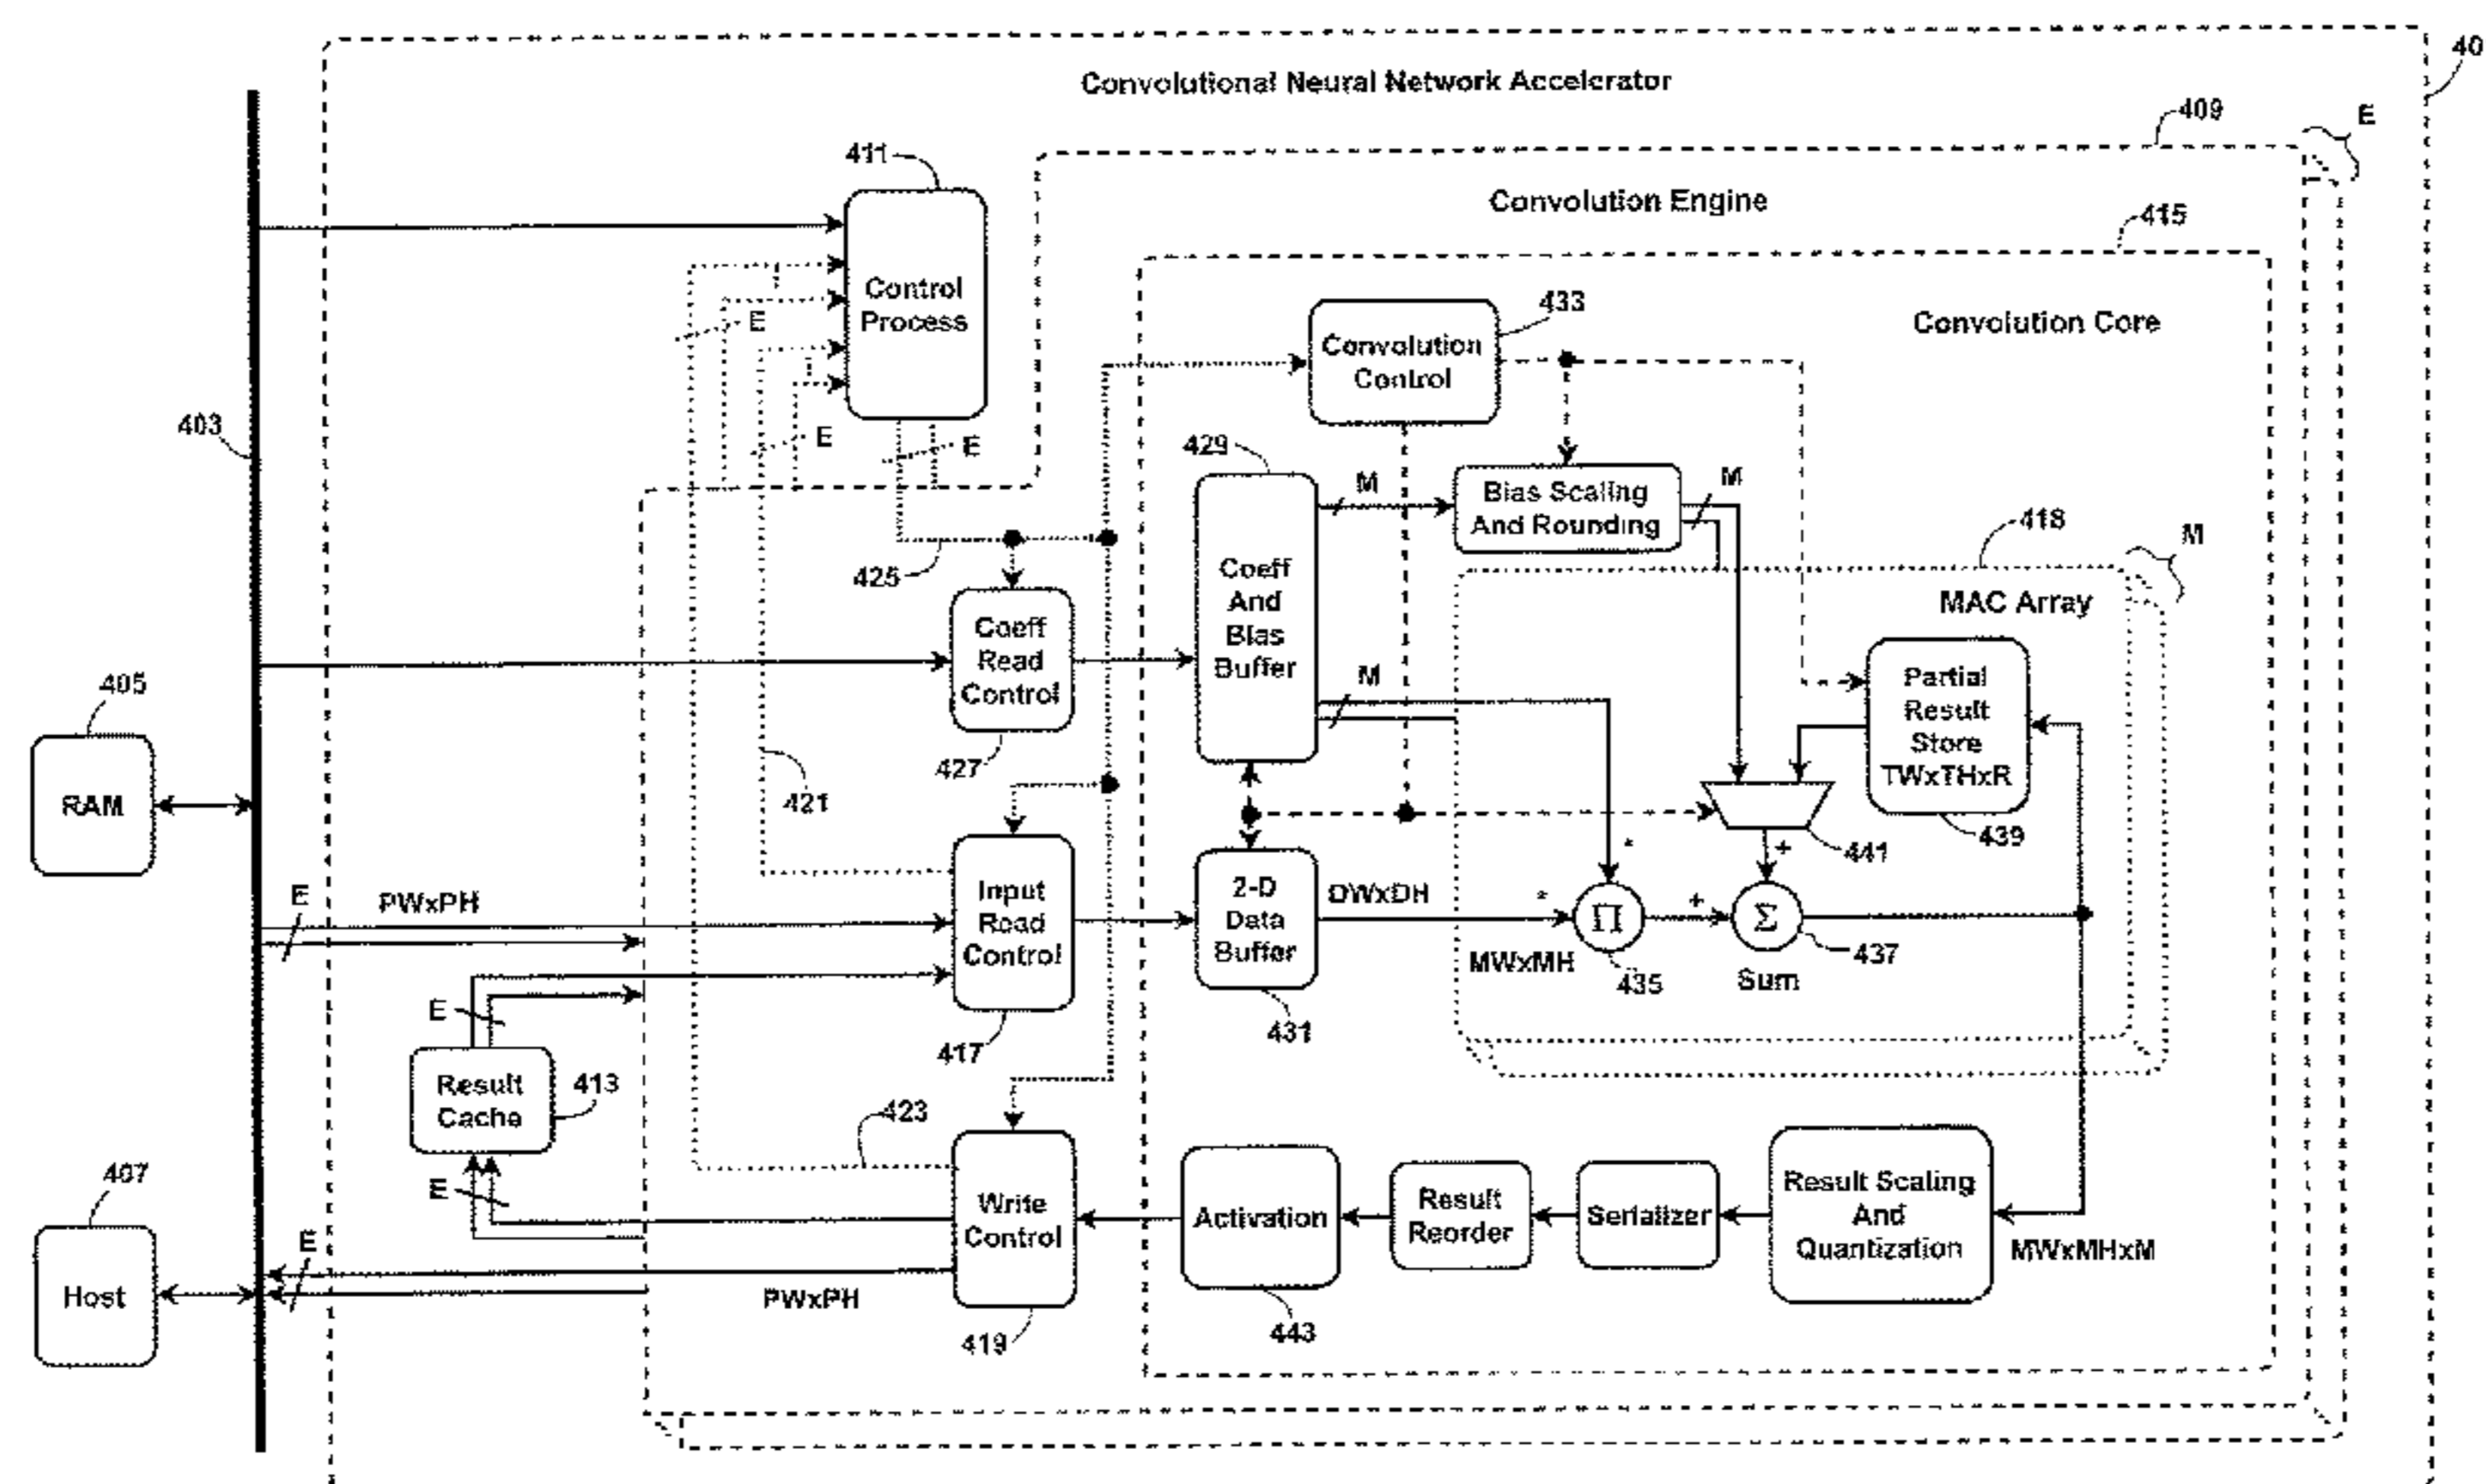 40
Convolutional Neural Network Accelerator
409
E
411
Convolution Engine
415
Control
Process
433
Convolution
Control
Convolution Core
E
E
E
403
429
M
Bias Scaling
And Rounding
M
418
M
425
Coeff
And
Bias
Buffer
MAC Array
Coeff
Read
Control
M
Partial
Result
Store
TWxTHxR
405
RAM
427
421
439
441
*
+
E
PWxPH
Input
Read
Control
2-D
Data
Buffer
DWxDH
*
Π
+
Σ
MWxMH
435
Sum
437
E
417
431
Result
Cache
413
423
407
E
Write
Control
Activation
Result
Reorder
Serializer
Result Scaling
And
Quantization
MWxMHxM
Host
E
PWxPH
419
443